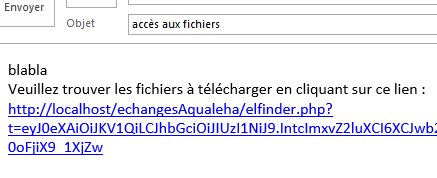 Envoyer
Objet accès aux fichiers
blabla
Veuillez trouver les fichiers à télécharger en cliquant sur ce lien :
http://localhost/echangesAqualeha/elfinder.php?
t=eyJ0eXAiOiJKV1QiLCJhbGciOiJIUzI1NiJ9.IntcImxvZ2luXCI6XCJwb2
0oFjiX9_1XjZw